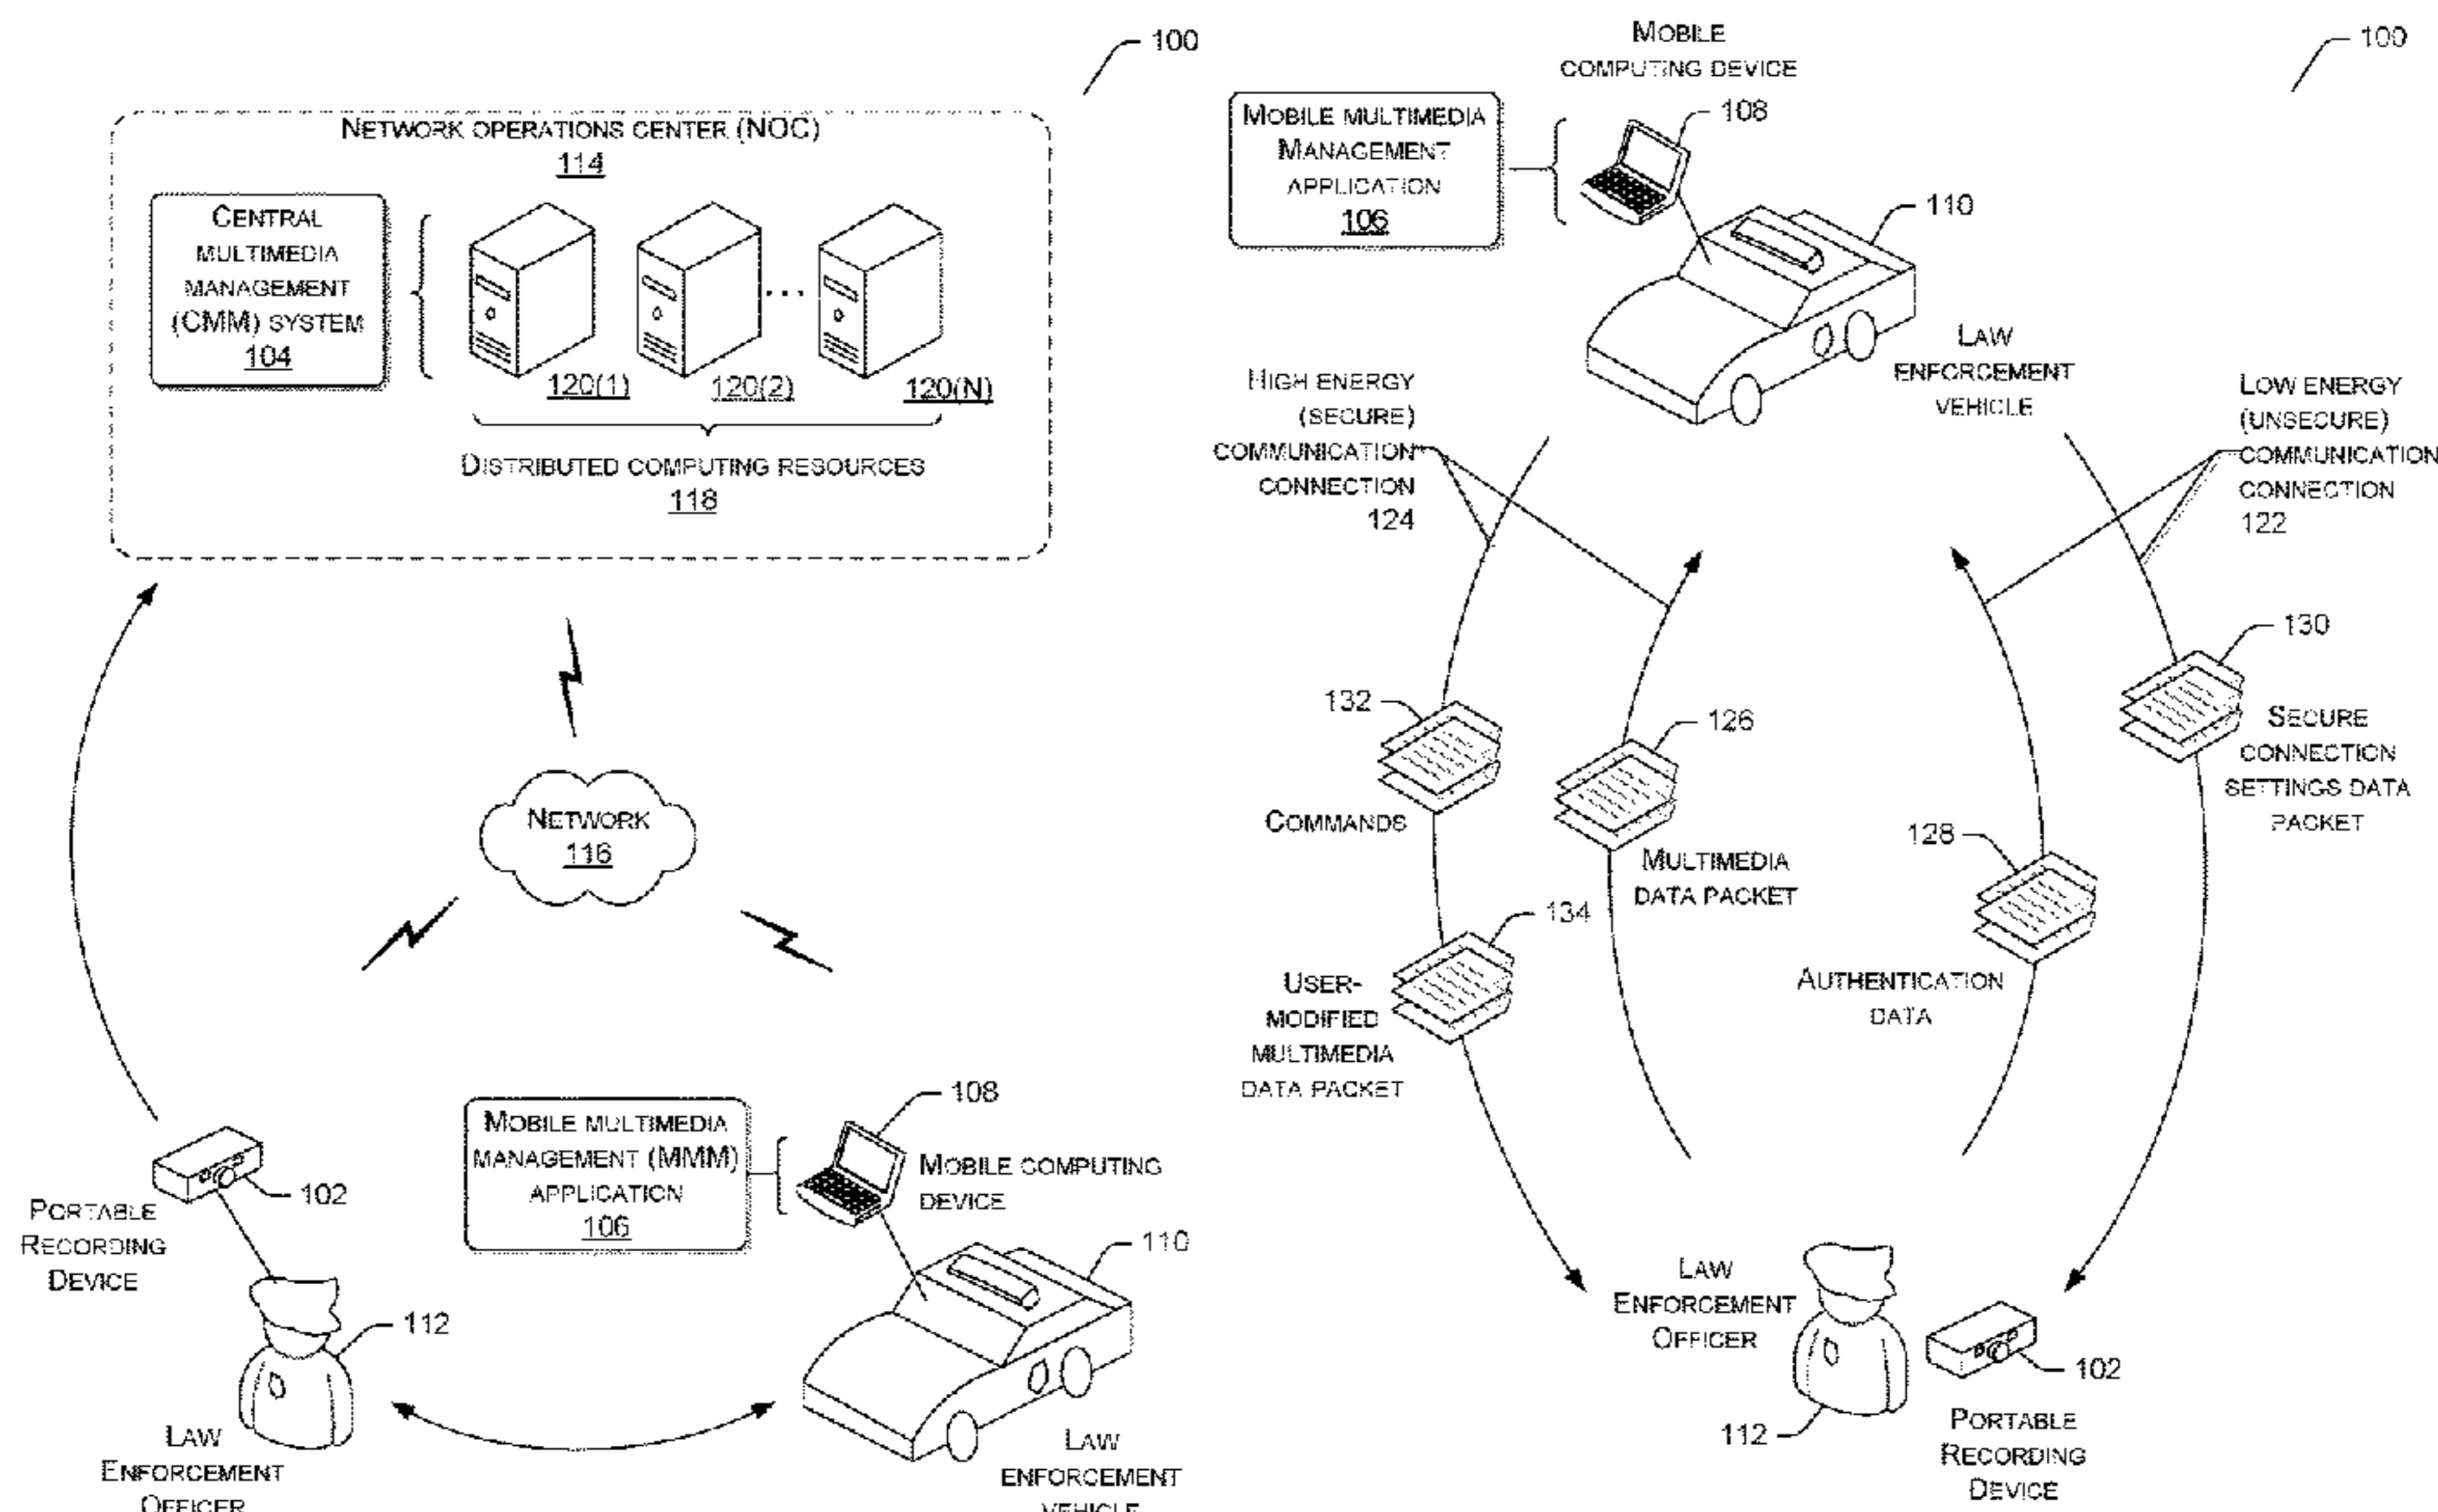 100
NETWORK OPERATIONS CENTER (NOC)
114
CENTRAL
MULTIMEDIA
MANAGEMENT
(CMM) SYSTEM
104
120(1)
120(2)
...
120(N)
DISTRIBUTED COMPUTING RESOURCES
118
NETWORK
116
102
PORTABLE
RECORDING
DEVICE
112
LAW
ENFORCEMENT
OFFICER
MOBILE MULTIMEDIA
MANAGEMENT (MMM)
APPLICATION
106
108
MOBILE COMPUTING
DEVICE
110
LAW
ENFORCEMENT
VEHICLE
100
MOBILE
COMPUTING DEVICE
108
MOBILE MULTIMEDIA
MANAGEMENT
APPLICATION
106
110
LAW
ENFORCEMENT
VEHICLE
HIGH ENERGY
(SECURE)
COMMUNICATION
CONNECTION
124
LOW ENERGY
(UNSECURE)
COMMUNICATION
CONNECTION
122
130
SECURE
CONNECTION
SETTINGS DATA
PACKET
132
COMMANDS
126
MULTIMEDIA
DATA PACKET
128
AUTHENTICATION
DATA
134
USER-
MODIFIED
MULTIMEDIA
DATA PACKET
LAW
ENFORCEMENT
OFFICER
112
102
PORTABLE
RECORDING
DEVICE